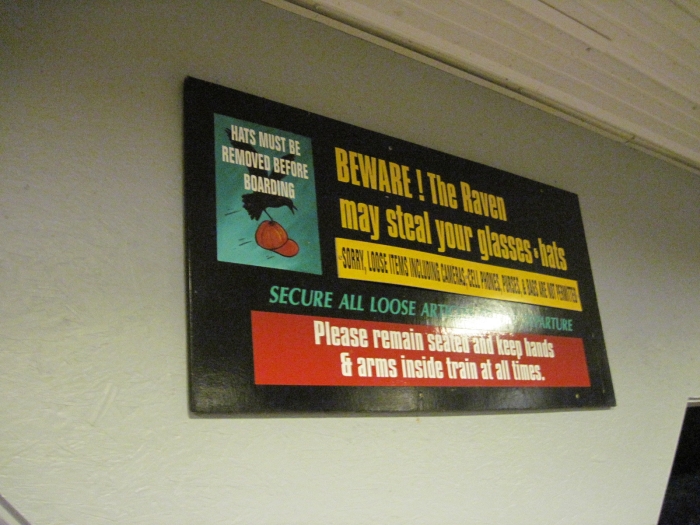 HATS MUST BE
REMOVED BEFORE
BOARDING
BEWARE ! The Raven
may steal your glasses & hats
SORRY, LOOSE ITEMS INCLUDING CAMERAS, CELL PHONES, PURSES, & BAGS ARE NOT PERMITTED
SECURE ALL LOOSE
Please remain seated and keep hands
& arms inside train at all times.